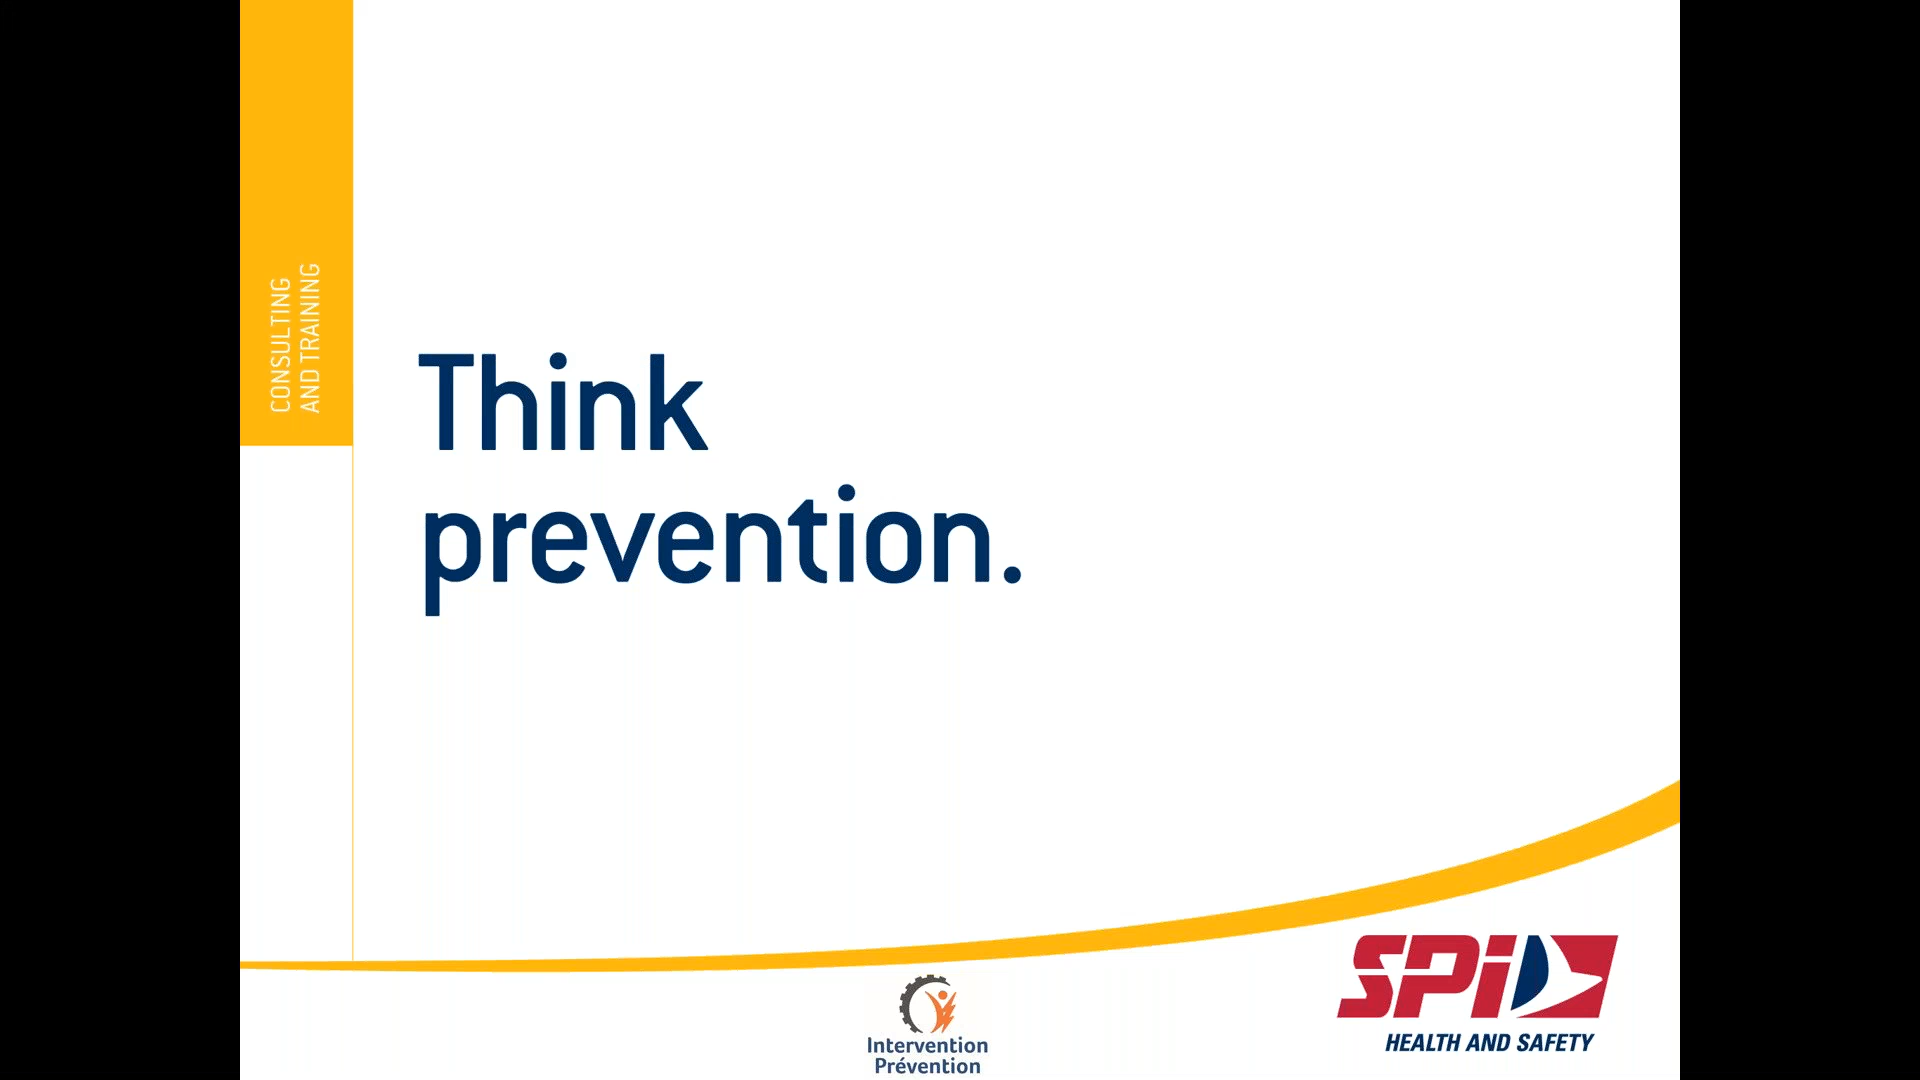 CONSULTING
AND TRAINING
Think
prevention.
Intervention
Prévention
SPI
HEALTH AND SAFETY